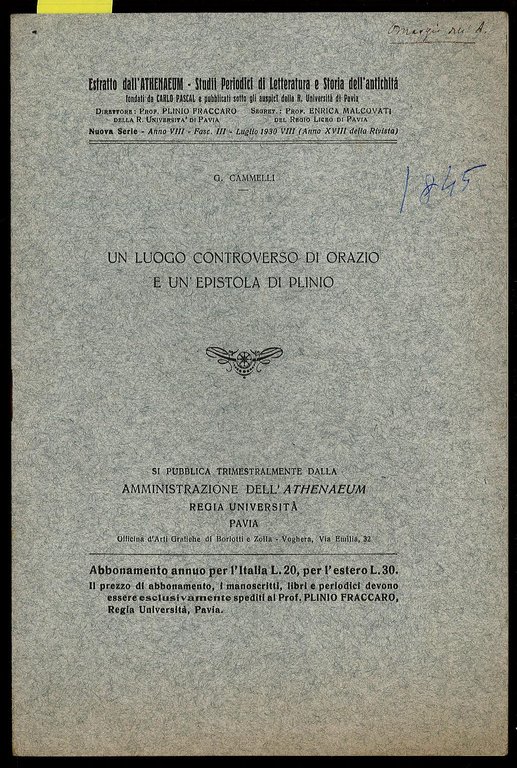 Omaggio dell'A.
Estratto dall'ATHENAEUM - Studii Periodici di Letteratura e Storia dell'antichità
fondati da CARLO PASCAL e pubblicati sotto gli auspici della R. Università di Pavia
DIRETTORE: PROF. PLINIO FRACCARO SEGRET.: PROF. ENRICA MALCOVATI
DELLA R. UNIVERSITA' DI PAVIA DEL REGIO LICEO DI PAVIA
Nuova Serie - Anno VIII - Fasc. III - Luglio 1930 VIII (Anno XVIII della Rivista)
G. CAMMELLI
1845
UN LUOGO CONTROVERSO DI ORAZIO
E UN' EPISTOLA DI PLINIO
SI PUBBLICA TRIMESTRALMENTE DALLA
AMMINISTRAZIONE DELL' ATHENAEUM
REGIA UNIVERSITÀ
PAVIA
Officina d'Arti Grafiche di Boriotti e Zolla - Voghera, Via Emilia, 32
Abbonamento annuo per l'Italia L. 20, per l'estero L. 30.
Il prezzo di abbonamento, i manoscritti, libri e periodici devono
essere esclusivamente spediti al Prof. PLINIO FRACCARO,
Regia Università, Pavia.